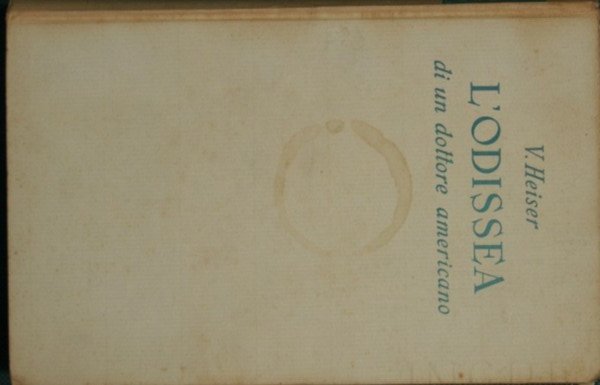 V. Heiser
L'ODISSEA
di un dottore americano